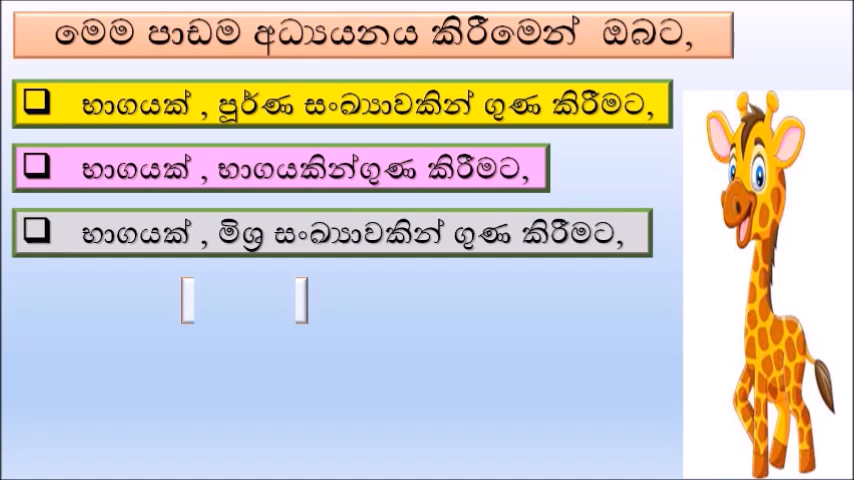 මෙම පාඩම අධ්‍යයනය කිරීමෙන් ඔබට,
භාගයක් , පූර්ණ සංඛ්‍යාවකින් ගුණ කිරීමට,
භාගයක් , භාගයකින්ගුණ කිරීමට,
භාගයක් , මිශ්‍ර සංඛ්‍යාවකින් ගුණ කිරීමට,